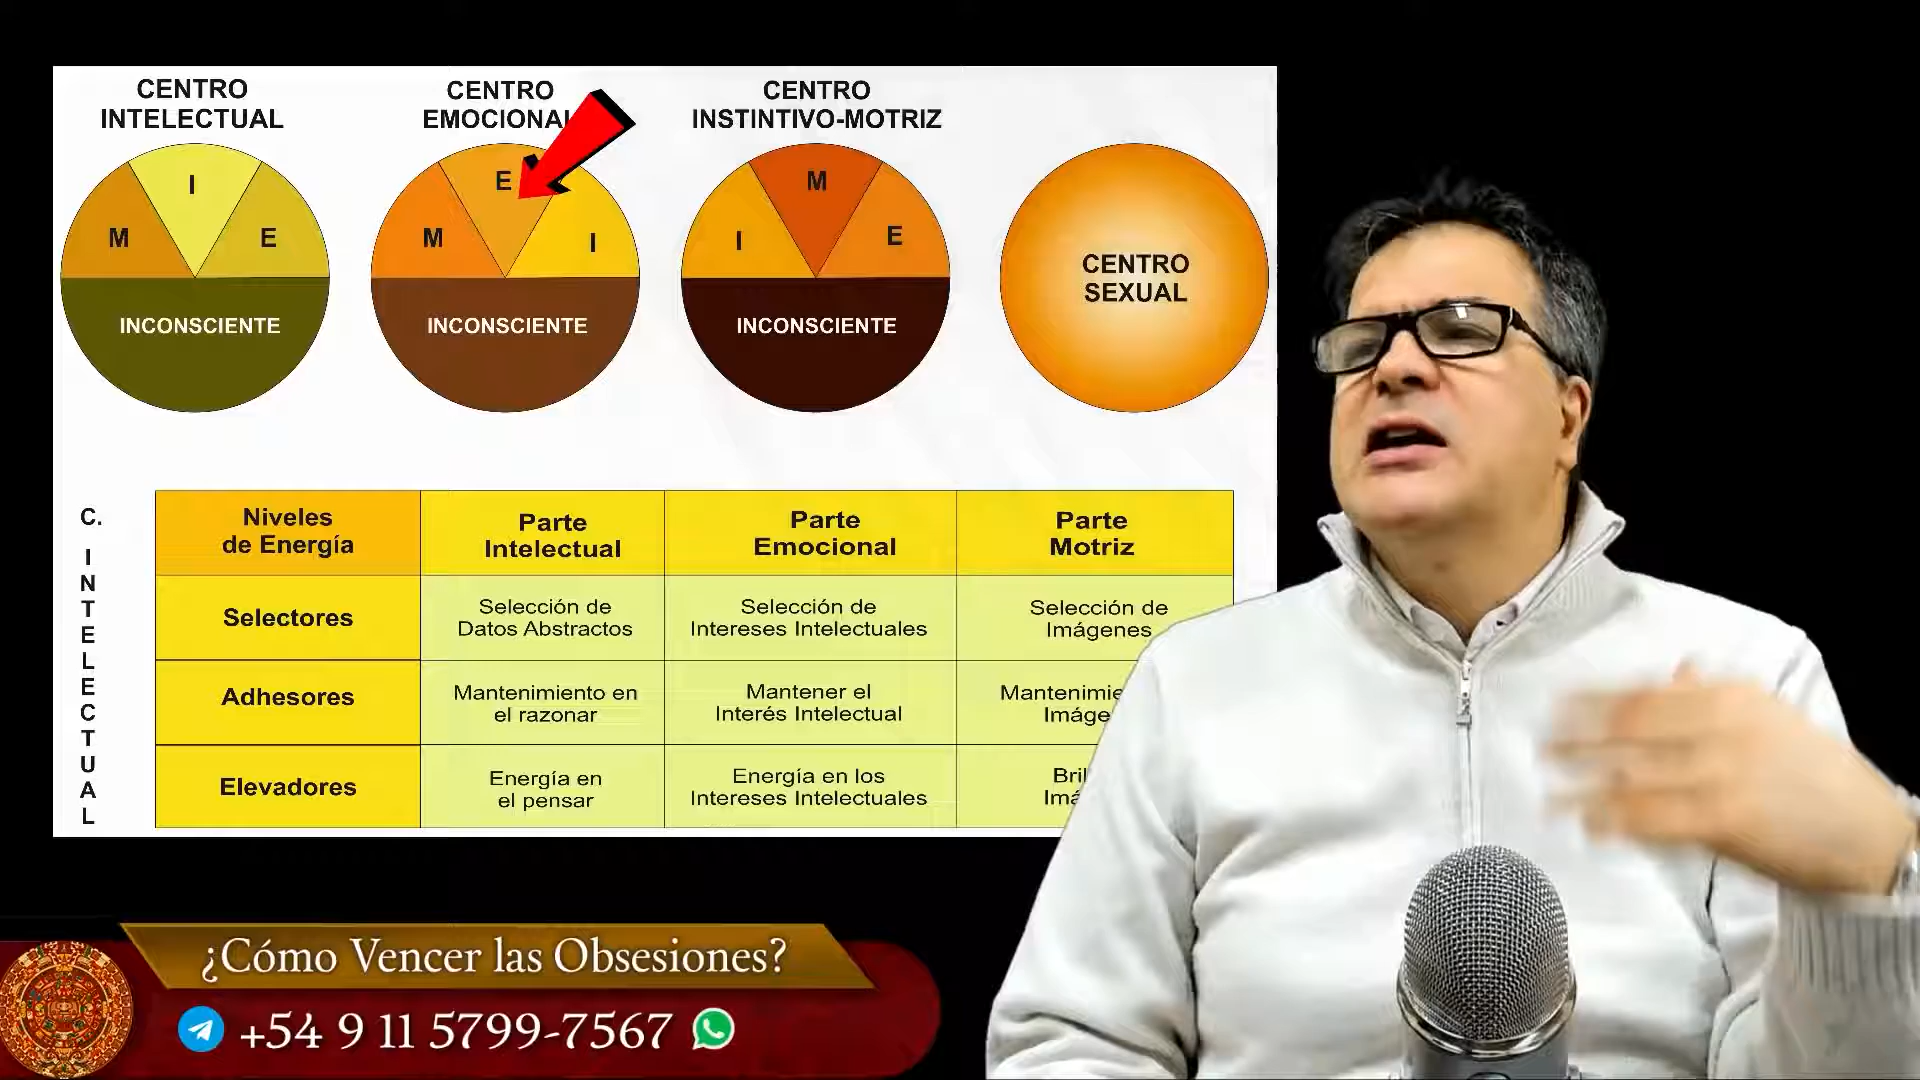 CENTRO
INTELECTUAL
CENTRO
EMOCIONAL
CENTRO
INSTINTIVO-MOTRIZ
I
M
E
INCONSCIENTE
E
M
I
INCONSCIENTE
M
I
E
INCONSCIENTE
CENTRO
SEXUAL
C.
INTELECTUAL
Niveles
de Energía
Parte
Intelectual
Parte
Emocional
Parte
Motriz
Selectores
Selección de
Datos Abstractos
Selección de
Intereses Intelectuales
Selección de
Imágenes
Adhesores
Mantenimiento en
el razonar
Mantener el
Interés Intelectual
Elevadores
Energía en
el pensar
Energía en los
Intereses Intelectuales
¿Cómo Vencer las Obsesiones?
+54 9 11 5799-7567